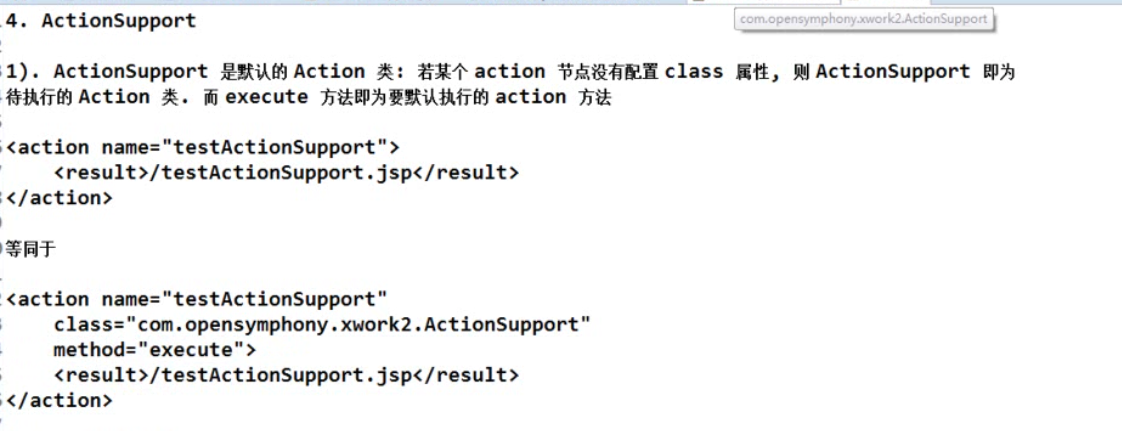 com.opensymphony.xwork2.ActionSupport
4. ActionSupport
1). ActionSupport 是默认的 Action 类: 若某个 action 节点没有配置 class 属性, 则 ActionSupport 即为
待执行的 Action 类. 而 execute 方法即为要默认执行的 action 方法
<action name="testActionSupport">
    <result>/testActionSupport.jsp</result>
</action>
等同于
<action name="testActionSupport"
    class="com.opensymphony.xwork2.ActionSupport"
    method="execute">
    <result>/testActionSupport.jsp</result>
</action>